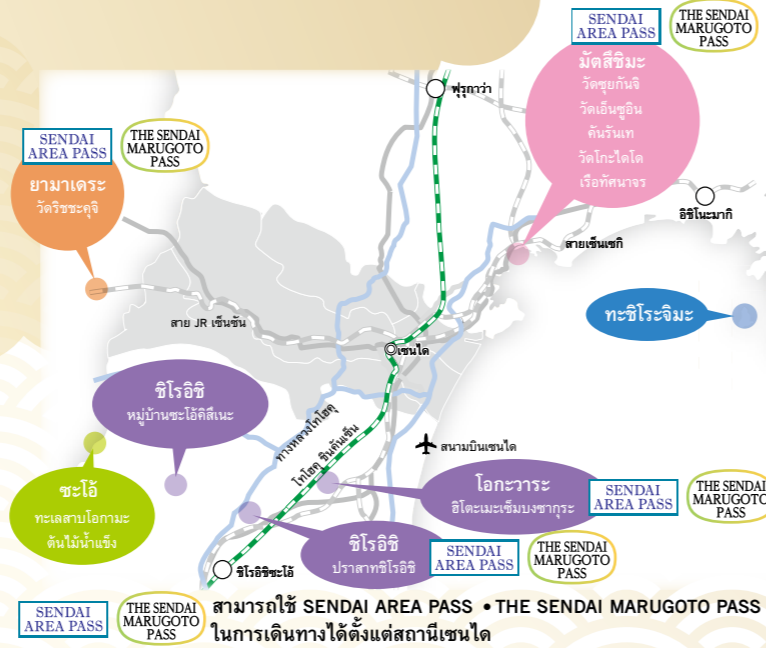 SENDAI
AREA PASS
THE SENDAI
MARUGOTO
PASS
มัตสึชิมะ
วัดซุยกันจิ
วัดเอ็นซูอิน
คันรันเท
วัดโกะไดโด
เรือทัศนาจร
ฟุรุกาว่า
SENDAI
AREA PASS
THE SENDAI
MARUGOTO
PASS
ยามาเดระ
วัดริชชะคุจิ
อิชิโนะมากิ
สายเซ็นเซกิ
ทะชิโระจิมะ
สาย JR เซ็นซัน
เซนได
ชิโรอิชิ
หมู่บ้านซะโอ้คิสึเนะ
ทางหลวงโทโฮคุ
โทโฮคุ ชินคันเซ็น
สนามบินเซนได
ซะโอ้
ทะเลสาบโอกามะ
ต้นไม้น้ำแข็ง
โอกะวาระ
ฮิโตะเมะเซ็มบงซากุระ
SENDAI
AREA PASS
THE SENDAI
MARUGOTO
PASS
ชิโรอิชิ
ปราสาทชิโรอิชิ
SENDAI
AREA PASS
THE SENDAI
MARUGOTO
PASS
ชิโรอิชิซะโอ้
SENDAI
AREA PASS
THE SENDAI
MARUGOTO
PASS
สามารถใช้ SENDAI AREA PASS • THE SENDAI MARUGOTO PASS
ในการเดินทางได้ตั้งแต่สถานีเซนได